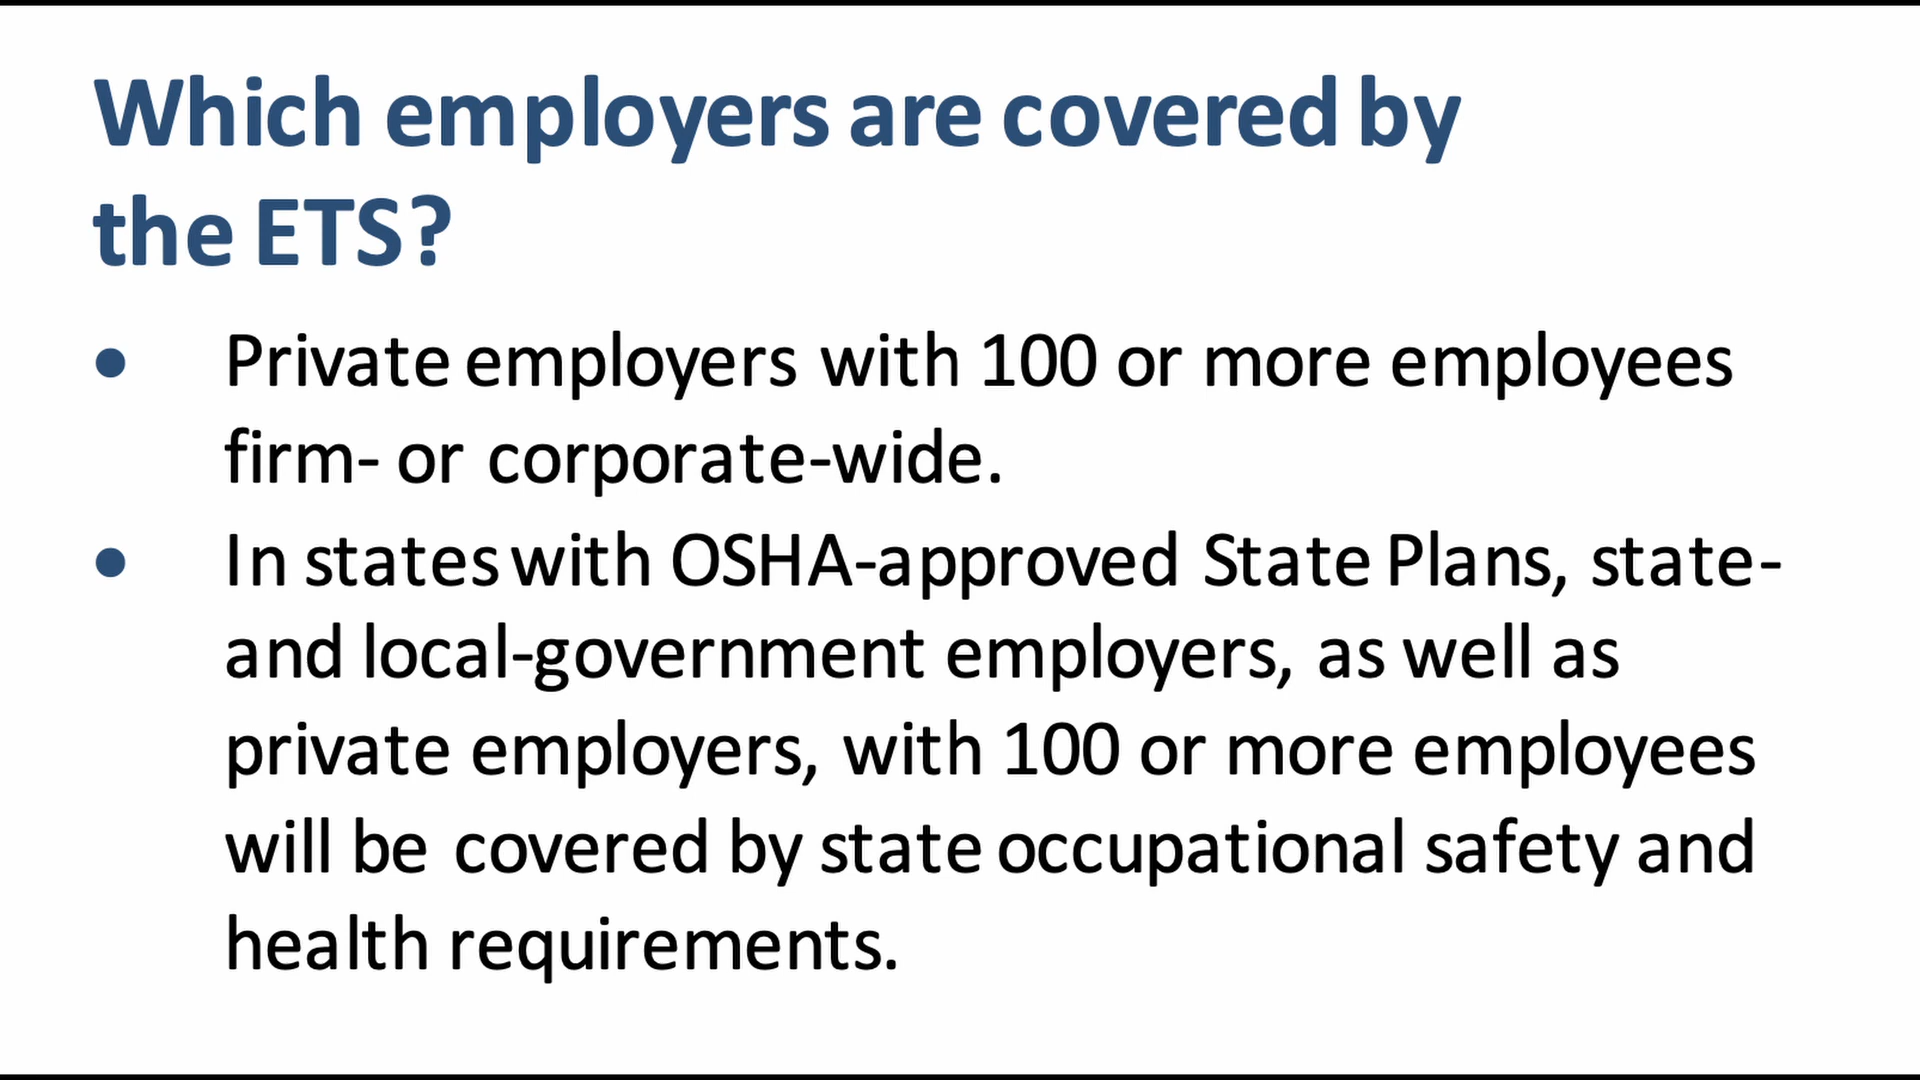 Which employers are covered by
the ETS?
• Private employers with 100 or more employees
firm- or corporate-wide.
• In states with OSHA-approved State Plans, state-
and local-government employers, as well as
private employers, with 100 or more employees
will be covered by state occupational safety and
health requirements.